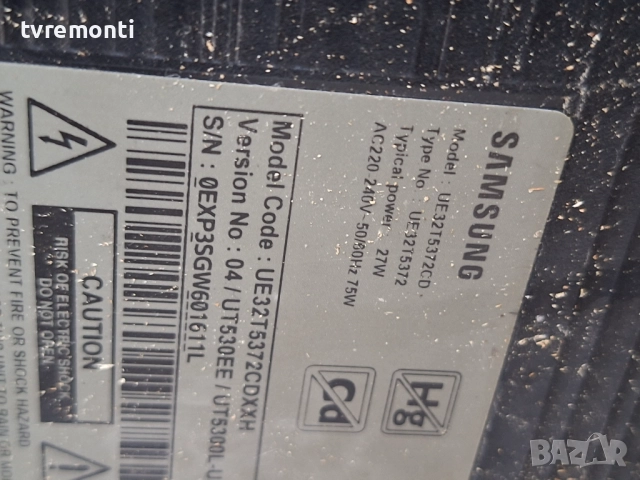 tvremonti
SAMSUNG
Model : UE32T5372CD
Type No : UE32T5372
Typical power : 27W
AC220-240V~50/60Hz 75W
Hg
Cd
Model Code : UE32T5372CDXXH
Version No : 04 / UT530EE / UT5300L-U
S/N : 0EXP3SGW601611L
CAUTION
RISK OF ELECTRIC SHOCK
DO NOT OPEN
WARNING : TO PREVENT FIRE OR SHOCK HAZARD
BAZAR